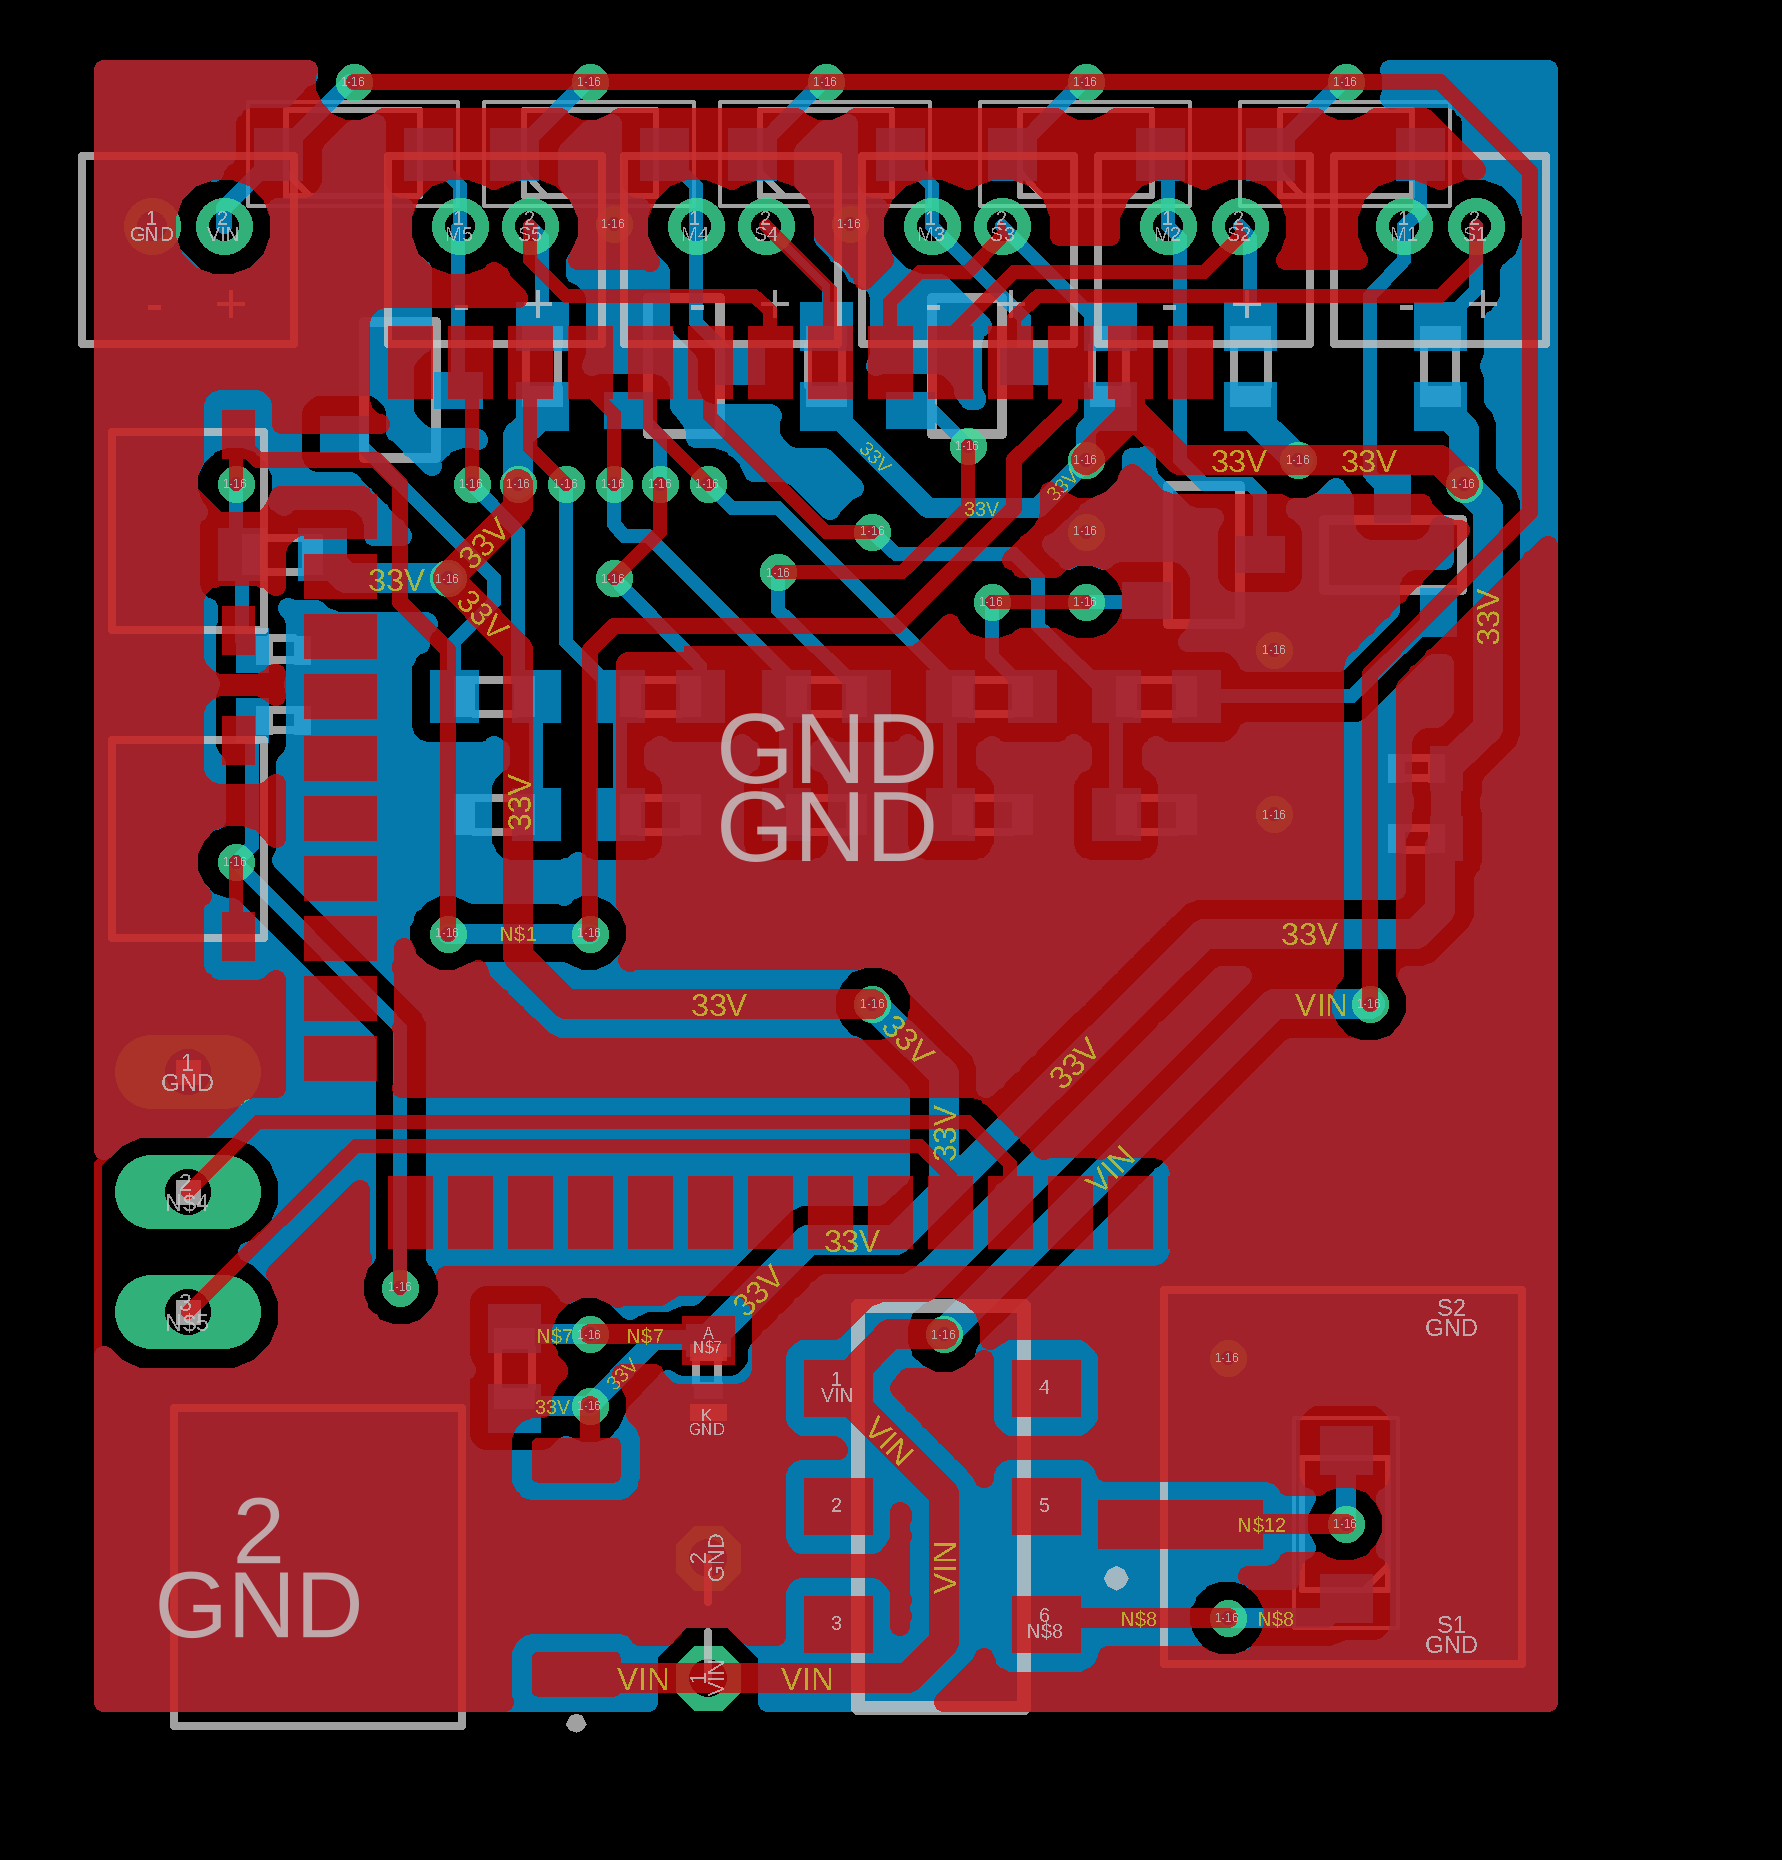 1-16 1-16 1-16 1-16 1-16
1 2 1 2 1 2 1 2 1 2 1 2
GND VIN M5 S5 1-16 M4 S4 1-16 M3 S3 M2 S2 M1 S1
- + - + - + - + - + - +
33V
1-16 1-16 33V 1-16 33V
1-16 1-16 1-16 1-16 1-16 1-16 1-16 33V 1-16
33V
33V 1-16 1-16
33V 1-16 1-16 1-16
33V 1-16 1-16 33V
1-16
GND
33V GND 1-16
1-16
1-16 N$1 1-16 33V
33V 1-16 VIN 1-16
33V 33V
1
GND
33V VIN
2
N$4
33V
1-16 33V
3
N$5
S2
GND
N$7 1-16 N$7 A
N$7
1-16
1-16
33V
33V 1-16 K
GND
1
VIN
4
VIN
2 5
N$12 1-16
2
GND
2
GND
VIN
3 6
N$8
N$8 1-16 N$8
S1
GND
VIN 1
VIN
VIN